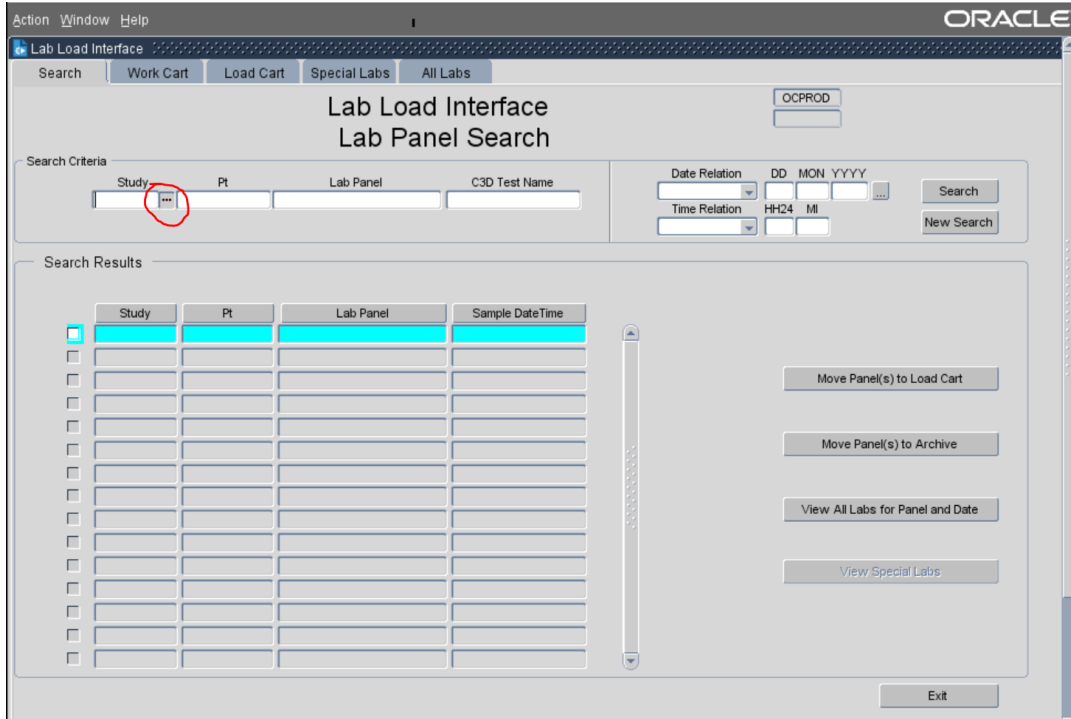 Action Window Help
ORACLE
Lab Load Interface
Search Work Cart Load Cart Special Labs All Labs
Lab Load Interface
Lab Panel Search
OCPROD
Search Criteria
Study Pt Lab Panel C3D Test Name
...
Date Relation DD MON YYYY
...
Time Relation HH24 MI
Search
New Search
Search Results
Study Pt Lab Panel Sample DateTime
Move Panel(s) to Load Cart
Move Panel(s) to Archive
View All Labs for Panel and Date
View Special Labs
Exit